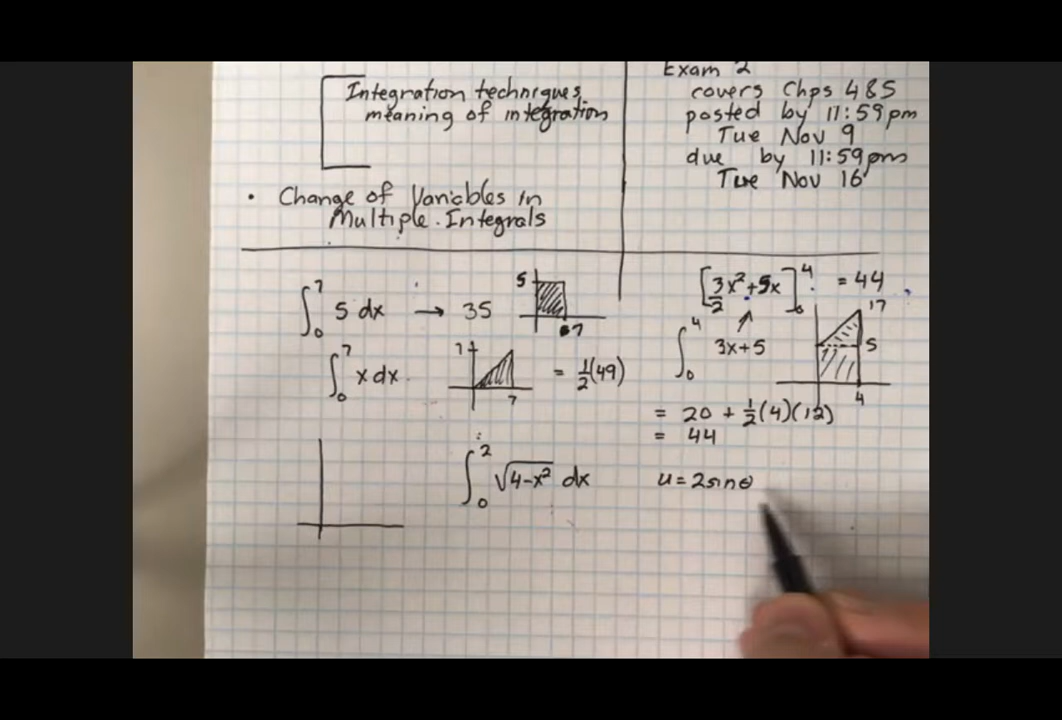 Integration techniques,
meaning of integration
• Change of Variables in
Multiple Integrals
Exam 2
covers Chps 4&5
posted by 11:59pm
Tue Nov 9
due by 11:59pm
Tue Nov 16
∫₀⁷ 5 dx → 35
5
7
∫₀⁷ x dx
7
7
= ½(49)
[3/2 x² + 5x]₀⁴ = 44
∫₀⁴ 3x+5
17
5
4
= 20 + ½(4)(12)
= 44
∫₀² √(4-x²) dx
u = 2sinθ